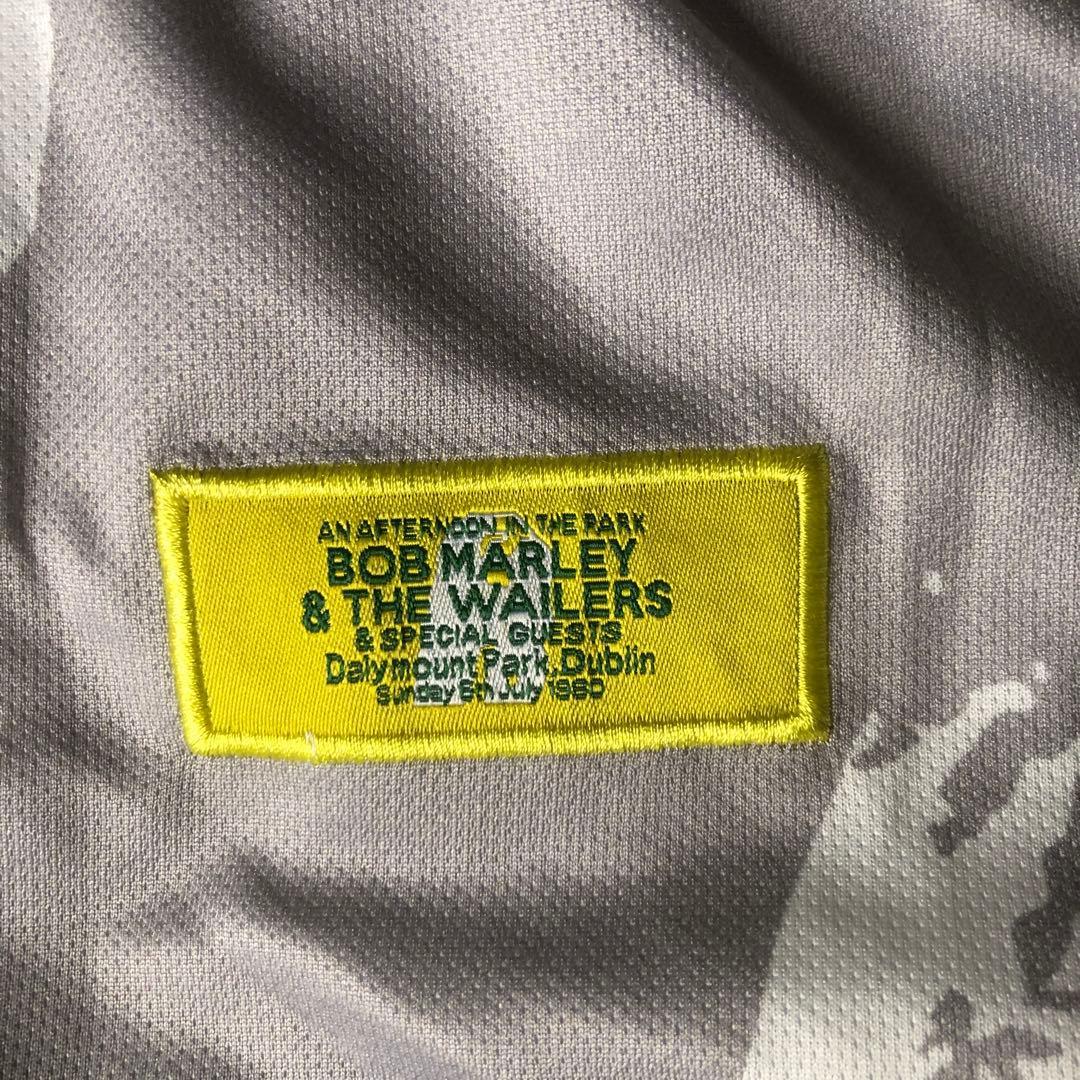 AN AFTERNOON IN THE PARK
BOB MARLEY
& THE WAILERS
& SPECIAL GUESTS
Dalymount Park, Dublin
Sunday 6th July 1980